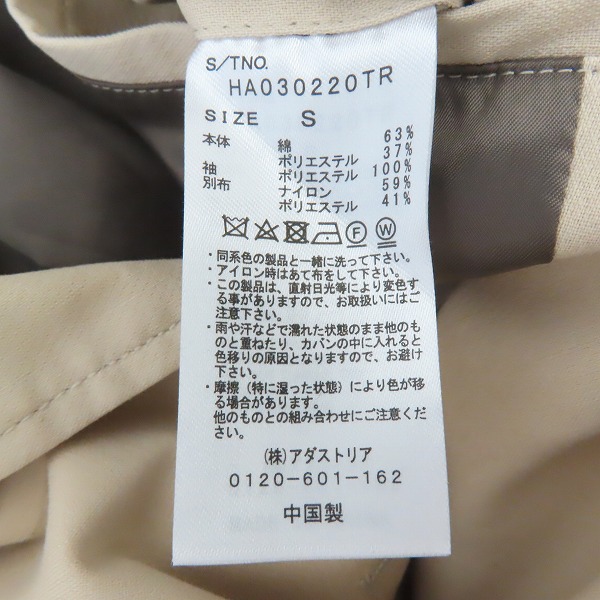 S/TNO.
HA030220TR
SIZE S
本体 綿 63%
ポリエステル 37%
袖 ポリエステル 100%
別布 ナイロン 59%
ポリエステル 41%
F W
・同系色の製品と一緒に洗って下さい。
・アイロン時はあて布をして下さい。
・この製品は、直射日光等により変色す
る事がありますので、お取扱いにはご
注意下さい。
・雨や汗などで濡れた状態のまま他のも
のと重ねたり、カバンの中に入れると
色移りの原因となりますので、お避け
下さい。
・摩擦（特に湿った状態）により色が移
る場合があります。
他のものとの組み合わせにご注意くださ
い。
(株)アダストリア
0120-601-162
中国製